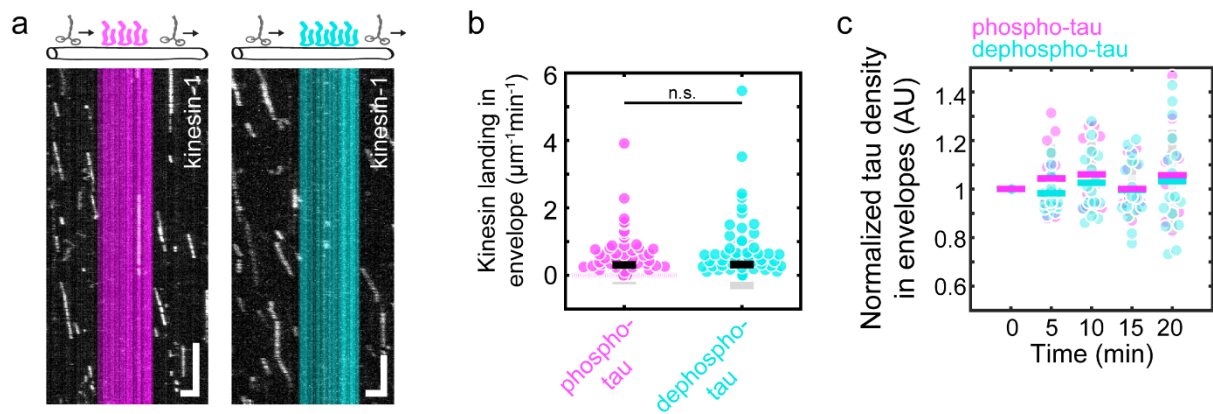 a
kinesin-1
kinesin-1
b
Kinesin landing in
envelope (μm⁻¹min⁻¹)
6
4
2
0
n.s.
phospho-
tau
dephospho-
tau
c
phospho-tau
dephospho-tau
Normalized tau density
in envelopes (AU)
1.4
1.2
1
0.8
0.6
0 5 10 15 20
Time (min)